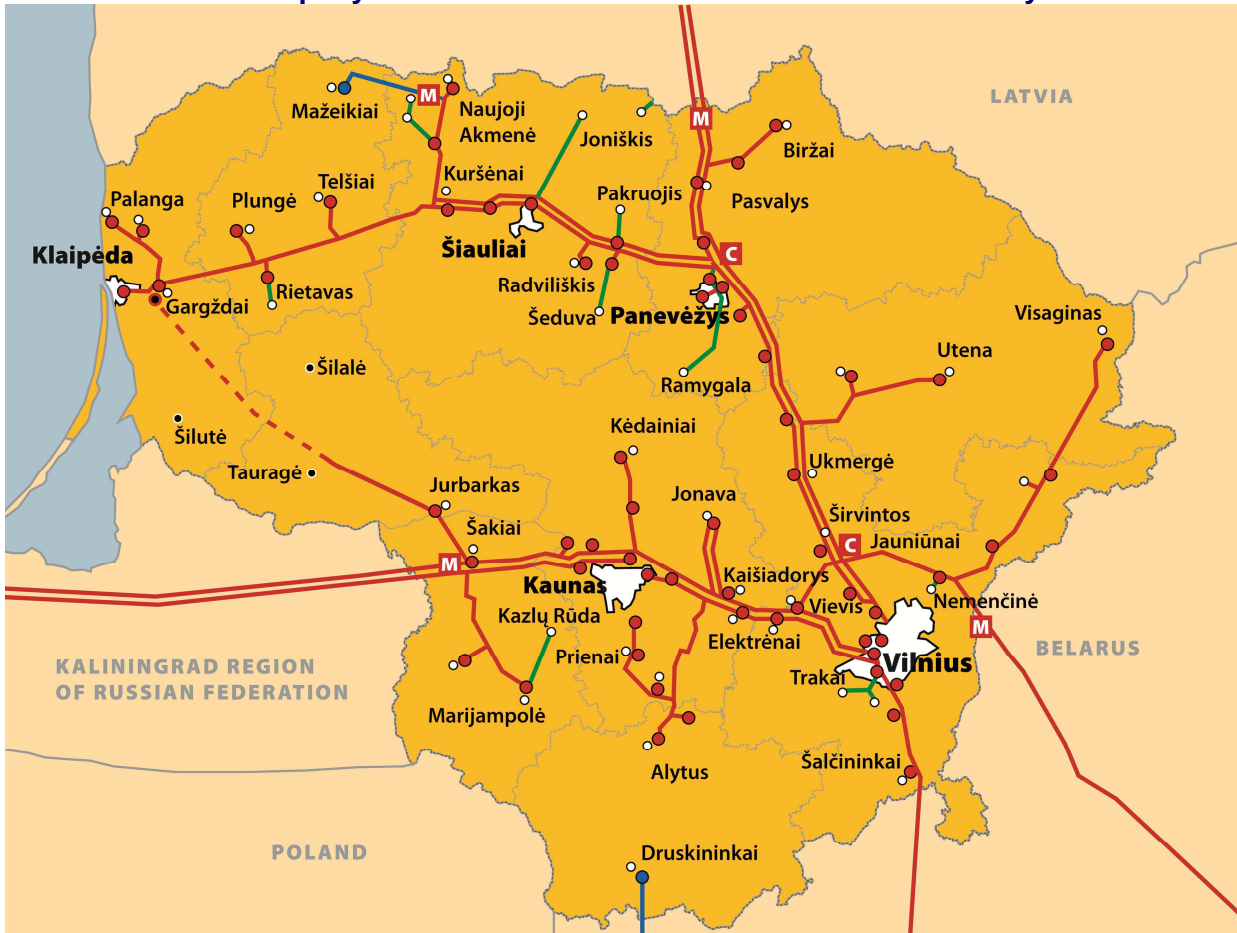 LATVIA
M
M
Mažeikiai
Naujoji
Akmenė
Joniškis
Biržai
Kuršėnai
Telšiai
Palanga
Plungė
Pakruojis
Pasvalys
Klaipėda
Šiauliai
C
Radviliškis
Gargždai
Rietavas
Šeduva
Panevėžys
Visaginas
Utena
Šilalė
Ramygala
Šilutė
Kėdainiai
Tauragė
Ukmergė
Jurbarkas
Jonava
Širvintos
Šakiai
C
Jauniūnai
M
Kaunas
Kaišiadorys
Vievis
Nemenčinė
Kazlų Rūda
M
Elektrėnai
BELARUS
Prienai
Vilnius
KALININGRAD REGION
OF RUSSIAN FEDERATION
Trakai
Marijampolė
Alytus
Šalčininkai
POLAND
Druskininkai